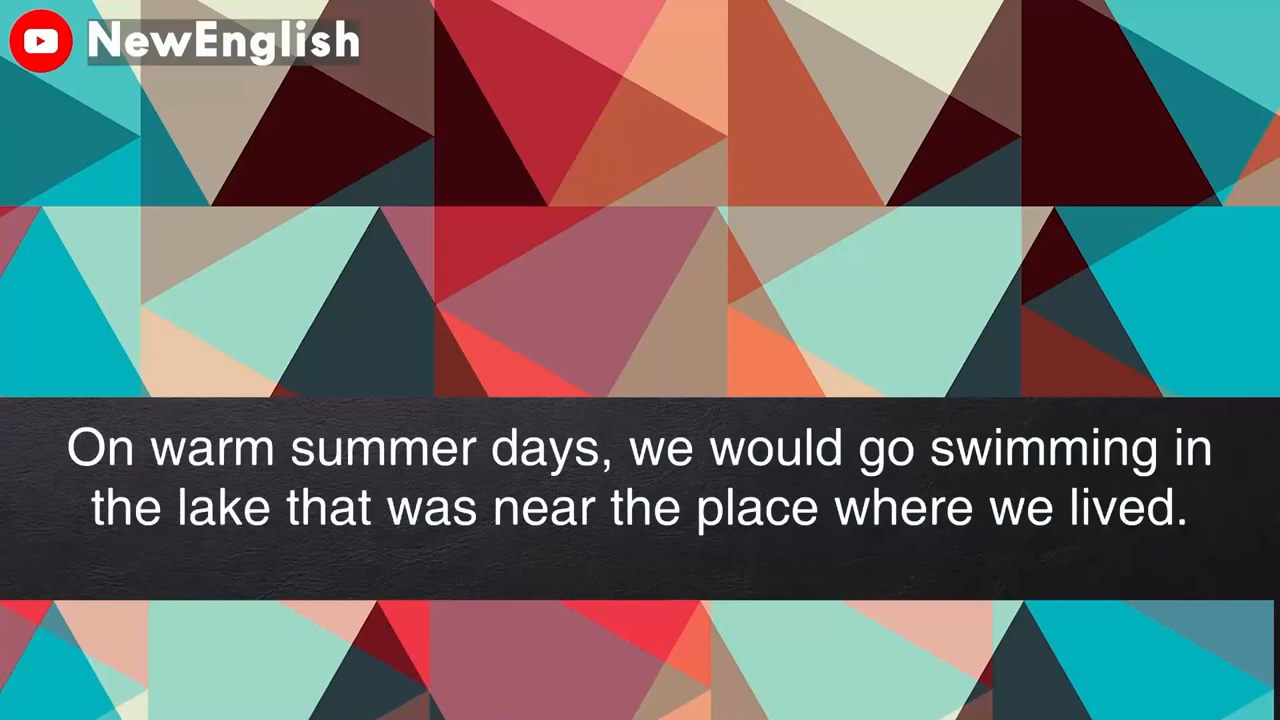 NewEnglish
On warm summer days, we would go swimming in
the lake that was near the place where we lived.